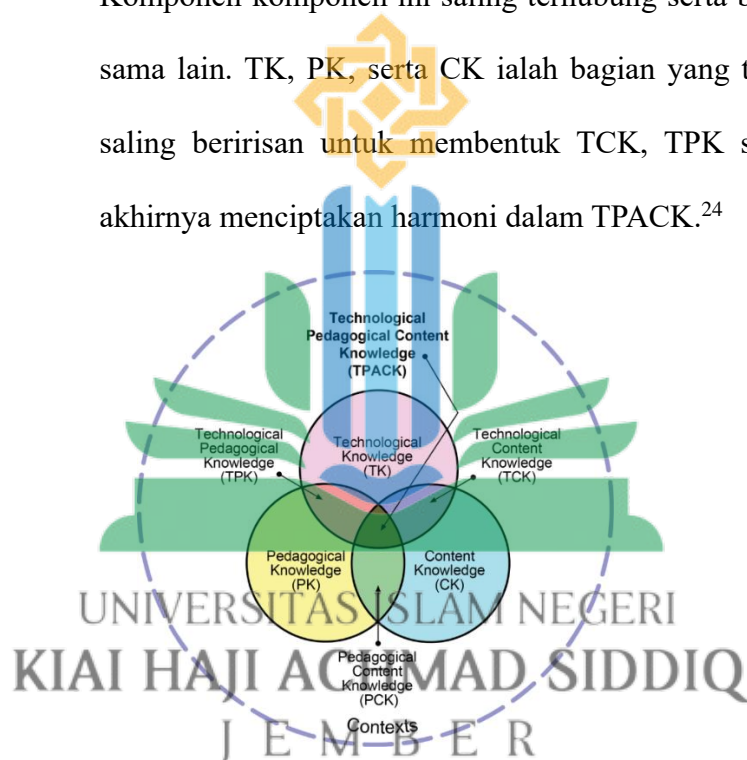 Komponen-komponen ini saling terhubung serta b
sama lain. TK, PK, serta CK ialah bagian yang t
saling beririsan untuk membentuk TCK, TPK s
akhirnya menciptakan harmoni dalam TPACK.24
Technological
Pedagogical Content
Knowledge
(TPACK)
Technological
Pedagogical
Knowledge
(TPK)
Technological
Knowledge
(TK)
Technological
Content
Knowledge
(TCK)
Pedagogical
Knowledge
(PK)
Content
Knowledge
(CK)
UNIVERSITAS ISLAM NEGERI
KIAI HAJI ACHMAD SIDDIQ
Pedagogical
Content
Knowledge
(PCK)
Contexts
JEMBER